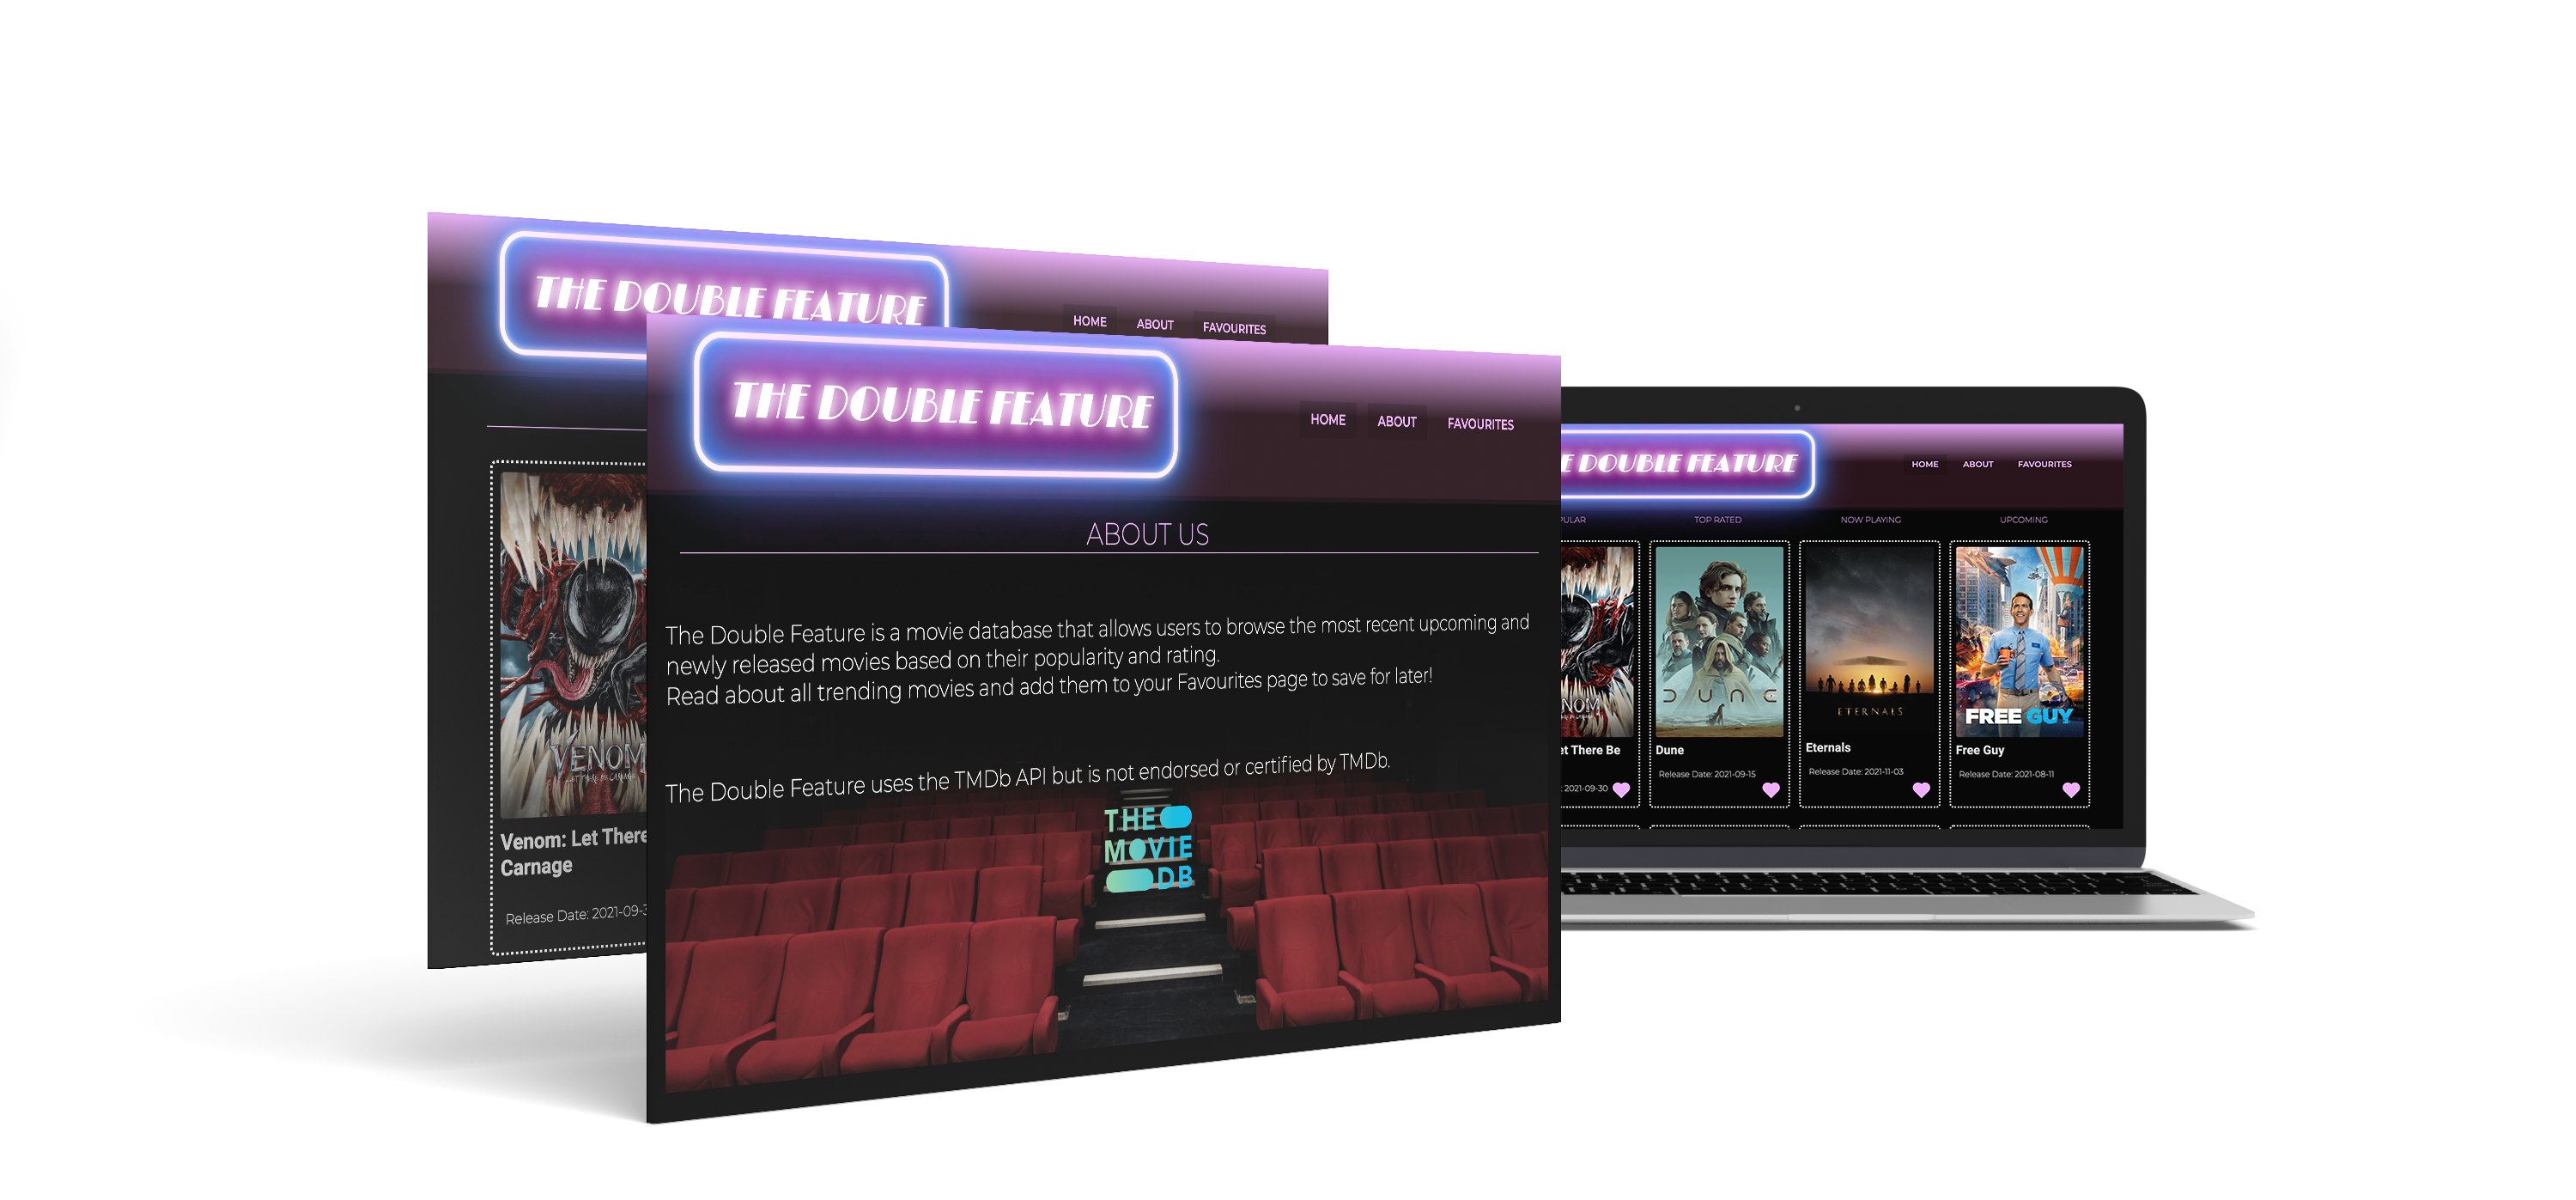 THE DOUBLE FEATURE
HOME ABOUT FAVOURITES
VENOM
LET THERE BE CARNAGE
Venom: Let There
Carnage
Release Date: 2021-09-3
THE DOUBLE FEATURE
HOME ABOUT FAVOURITES
ABOUT US
The Double Feature is a movie database that allows users to browse the most recent upcoming and
newly released movies based on their popularity and rating.
Read about all trending movies and add them to your Favourites page to save for later!
The Double Feature uses the TMDb API but is not endorsed or certified by TMDb.
THE
MOVIE
DB
E DOUBLE FEATURE
HOME ABOUT FAVOURITES
PULAR TOP RATED NOW PLAYING UPCOMING
NOM
DUNE
ETERNALS
FREE GUY
et There Be Dune Eternals Free Guy
: 2021-09-30 Release Date: 2021-09-15 Release Date: 2021-11-03 Release Date: 2021-08-11